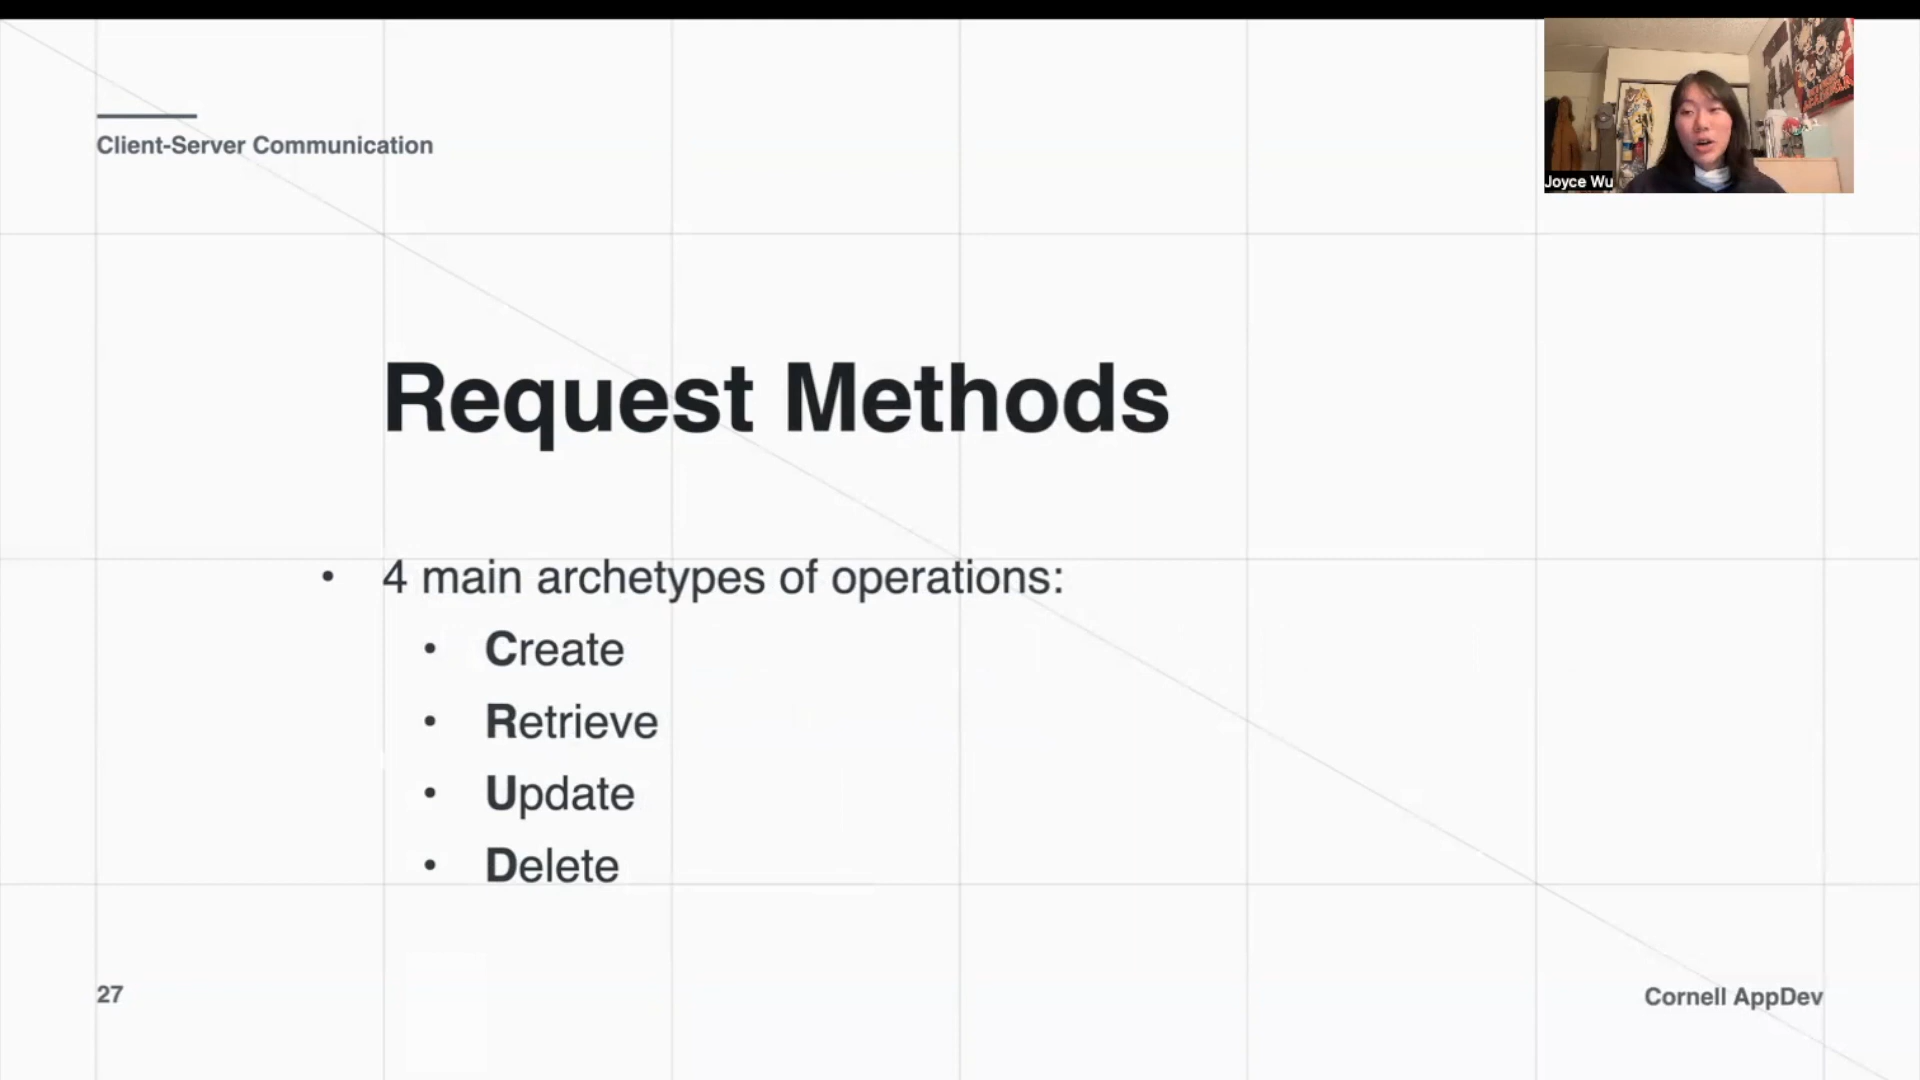 Client-Server Communication
Joyce Wu
Request Methods
• 4 main archetypes of operations:
• Create
• Retrieve
• Update
• Delete
27
Cornell AppDev